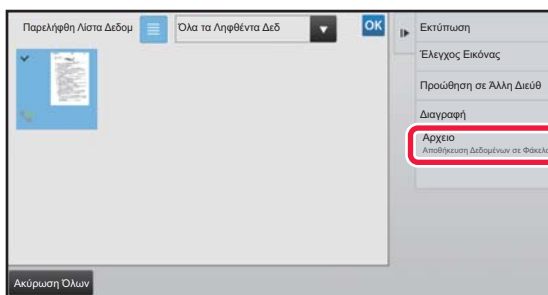 Παρελήφθη Λίστα Δεδομ
Όλα τα Ληφθέντα Δεδ
OK
Εκτύπωση
Έλεγχος Εικόνας
Προώθηση σε Άλλη Διεύθ
Διαγραφή
Αρχειο
Αποθήκευση Δεδομένων σε Φάκελο
Ακύρωση Όλων